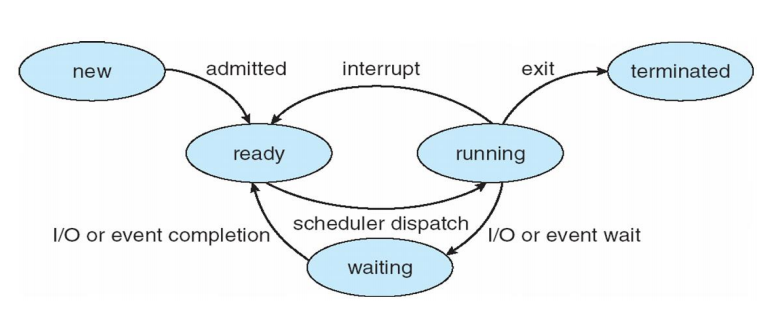 new
admitted
interrupt
exit
terminated
ready
running
scheduler dispatch
I/O or event completion
I/O or event wait
waiting